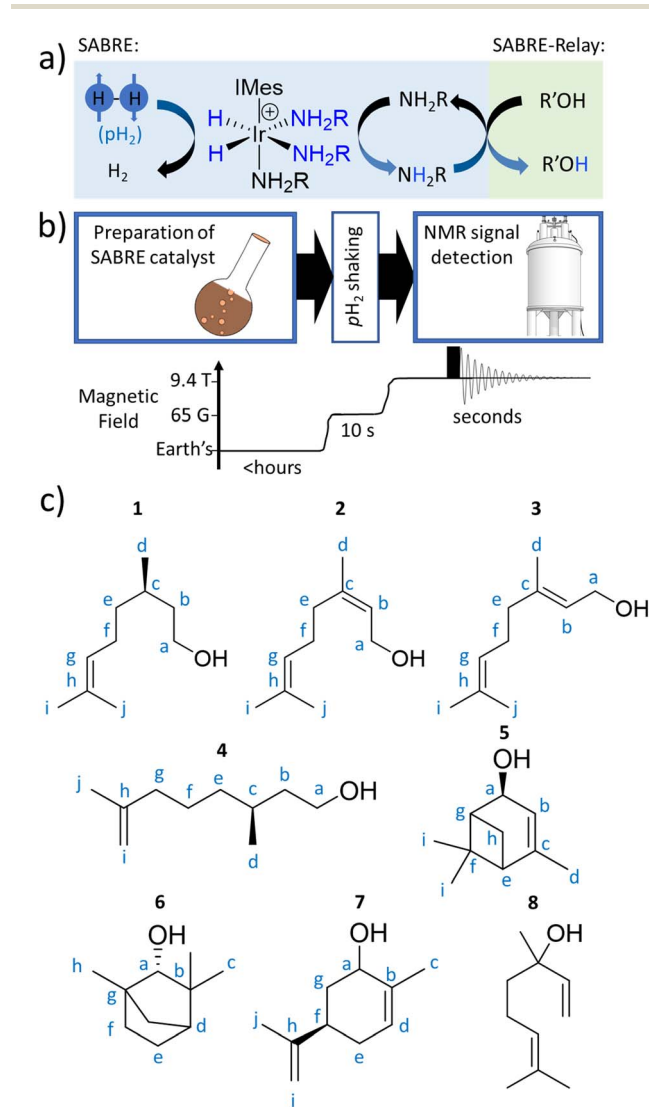 SABRE:
SABRE-Relay:
a)
H-H
(pH₂)
H₂
IMes
⊕
H
Ir
NH₂R
H
NH₂R
NH₂R
NH₂R
NH₂R
R'OH
R'OH
b)
Preparation of
SABRE catalyst
pH₂ shaking
NMR signal
detection
Magnetic
Field
9.4 T
65 G
Earth's
<hours
10 s
seconds
c)
1
d
c
e
b
f
a
g
OH
h
i
j
2
d
c
e
b
f
a
g
OH
h
i
j
3
d
c
a
e
OH
b
f
g
h
i
j
4
j
h
g
f
e
c
b
a
OH
i
d
5
OH
a
b
g
h
i
c
f
d
i
e
6
OH
h
a
b
c
g
d
f
e
7
OH
a
g
b
c
j
h
f
d
e
i
8
OH